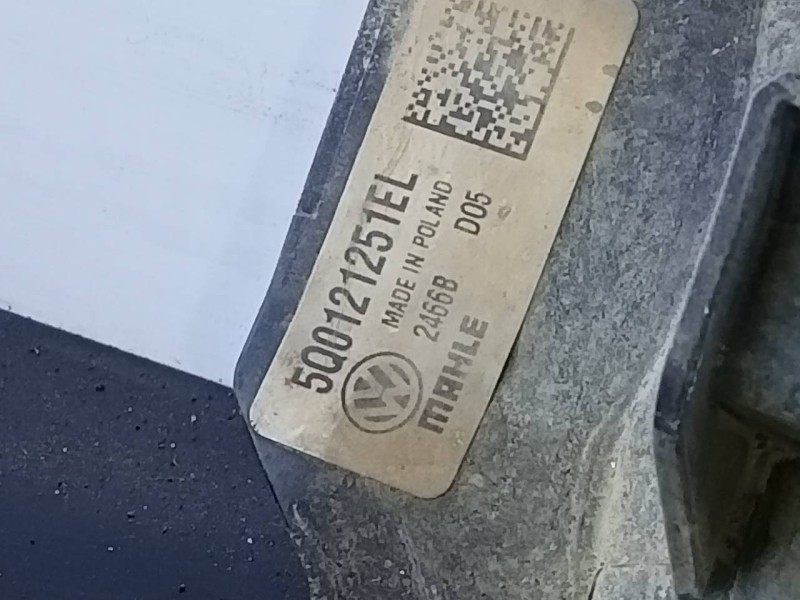 5Q0121251EL
MADE IN POLAND
2466B D05
MAHLE